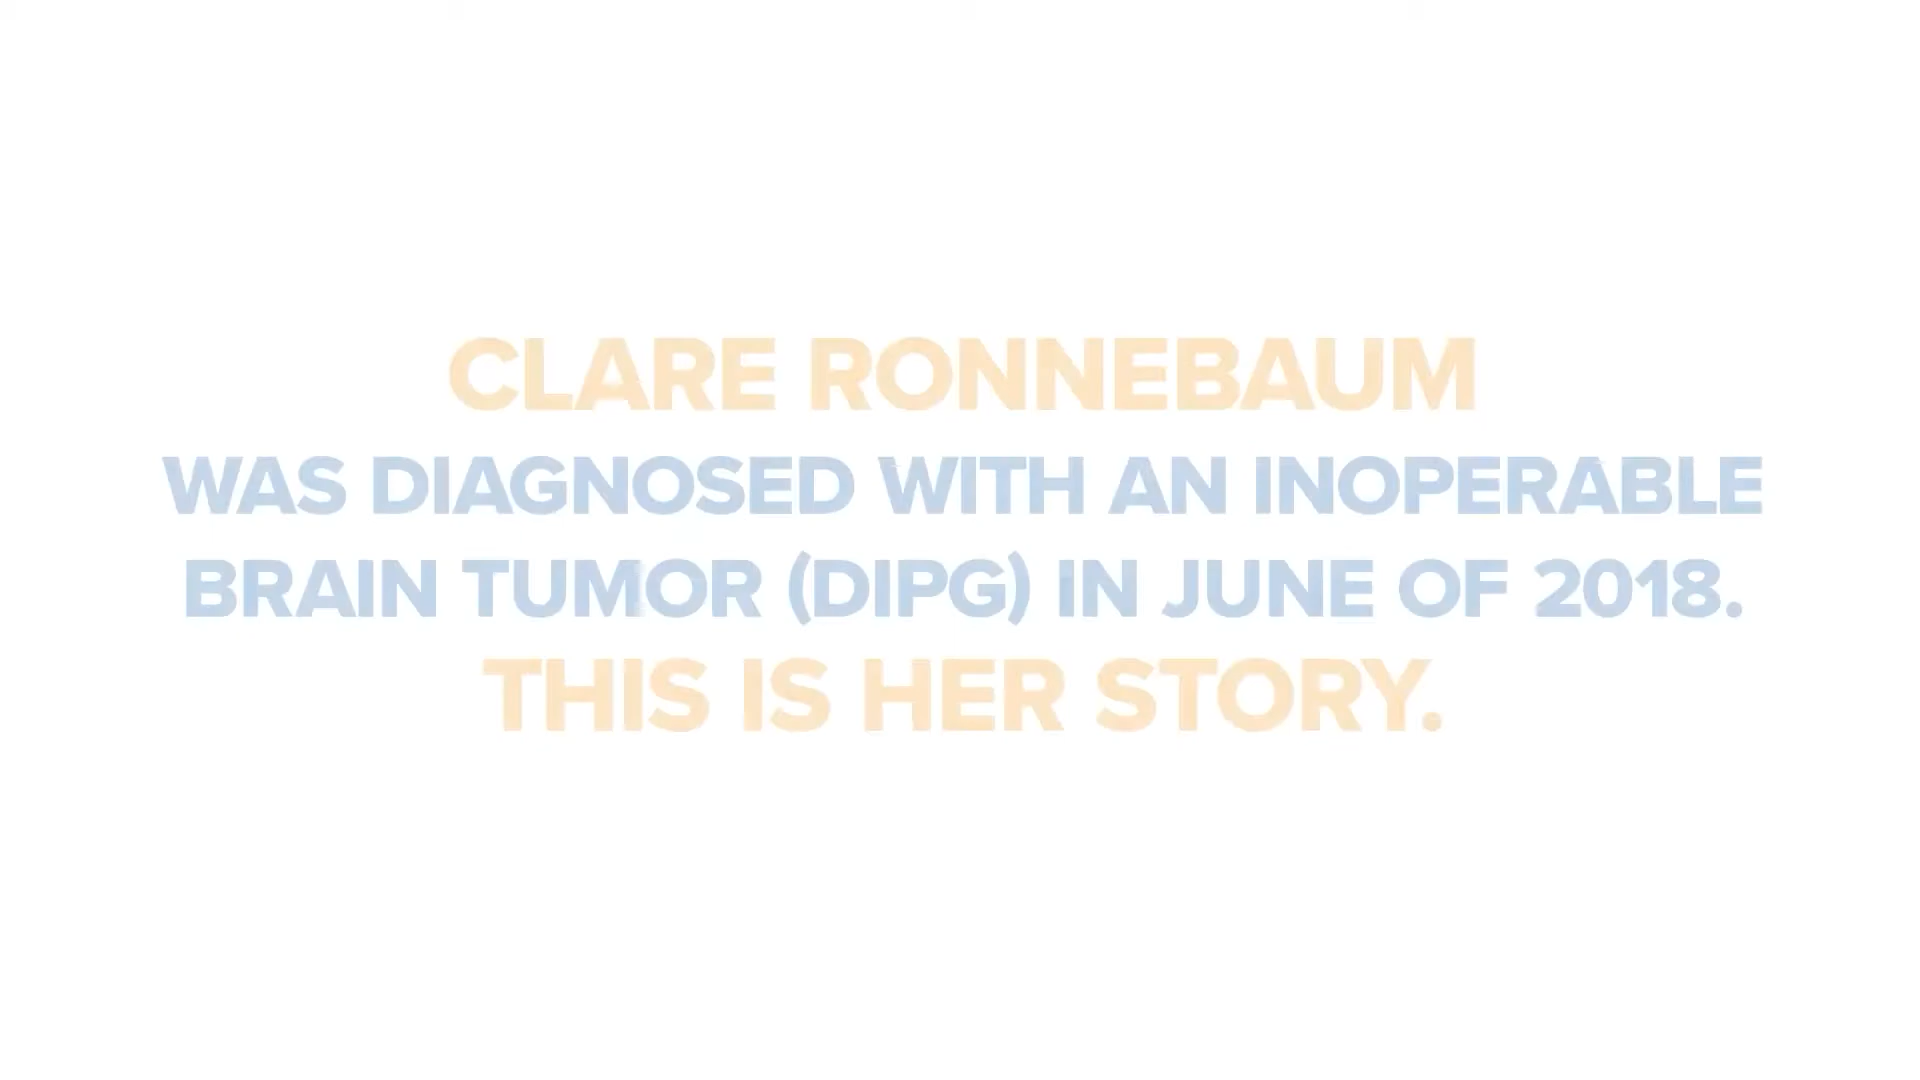 CLARE RONNEBAUM
WAS DIAGNOSED WITH AN INOPERABLE
BRAIN TUMOR (DIPG) IN JUNE OF 2018.
THIS IS HER STORY.